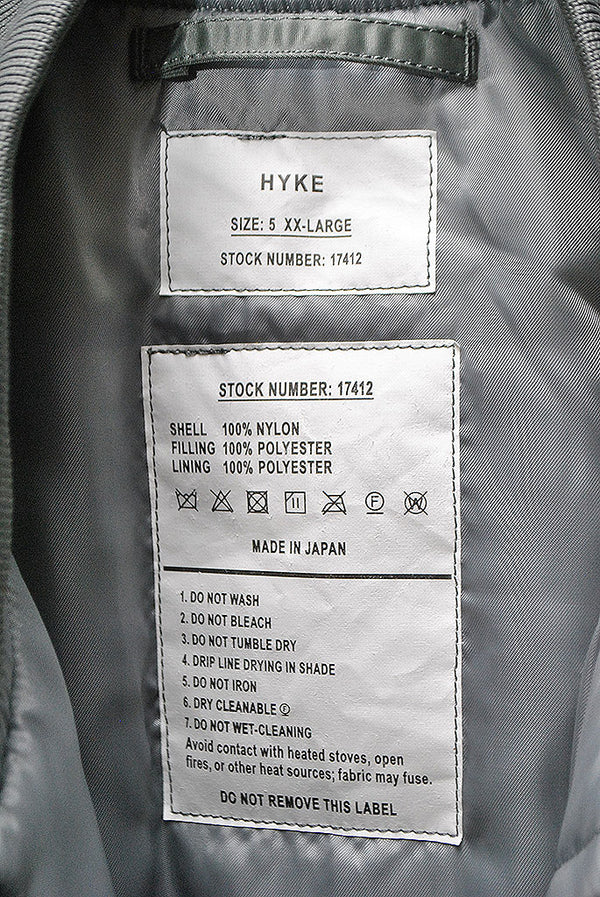 HYKE
SIZE: 5 XX-LARGE
STOCK NUMBER: 17412
STOCK NUMBER: 17412
SHELL 100% NYLON
FILLING 100% POLYESTER
LINING 100% POLYESTER
II F W
MADE IN JAPAN
1. DO NOT WASH
2. DO NOT BLEACH
3. DO NOT TUMBLE DRY
4. DRIP LINE DRYING IN SHADE
5. DO NOT IRON
6. DRY CLEANABLE Ⓕ
7. DO NOT WET-CLEANING
Avoid contact with heated stoves, open
fires, or other heat sources; fabric may fuse.
DO NOT REMOVE THIS LABEL